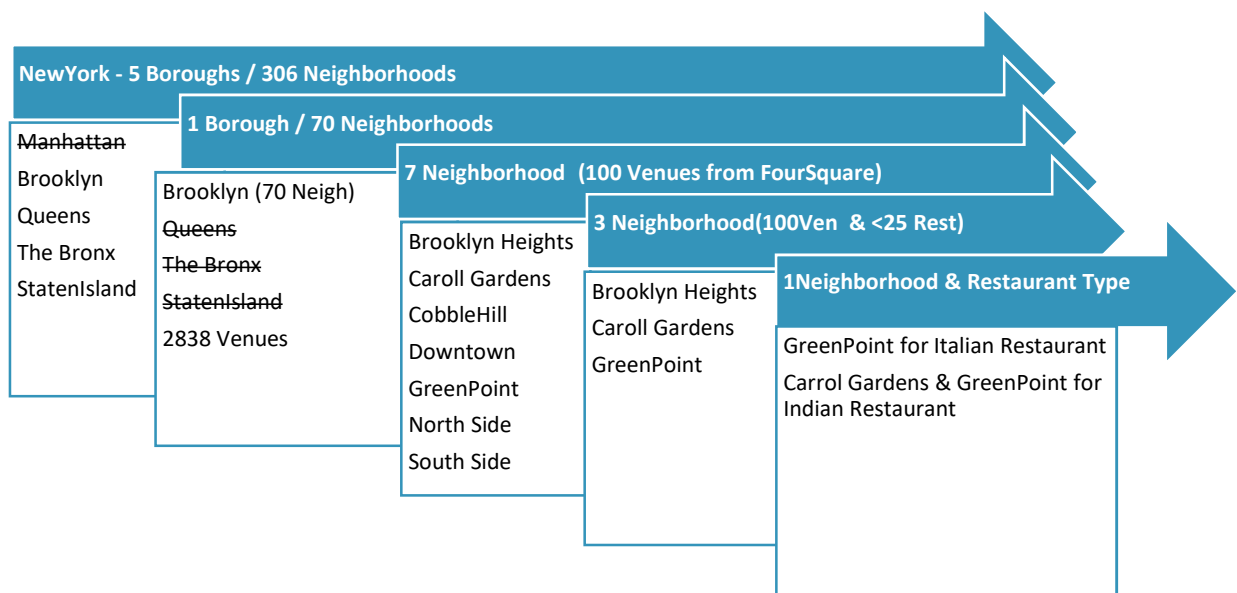 NewYork - 5 Boroughs / 306 Neighborhoods
Manhattan
Brooklyn
Queens
The Bronx
StatenIsland
1 Borough / 70 Neighborhoods
Brooklyn (70 Neigh)
Queens
The Bronx
StatenIsland
2838 Venues
7 Neighborhood (100 Venues from FourSquare)
Brooklyn Heights
Caroll Gardens
CobbleHill
Downtown
GreenPoint
North Side
South Side
3 Neighborhood(100Ven & <25 Rest)
Brooklyn Heights
Caroll Gardens
GreenPoint
1Neighborhood & Restaurant Type
GreenPoint for Italian Restaurant
Carrol Gardens & GreenPoint for
Indian Restaurant